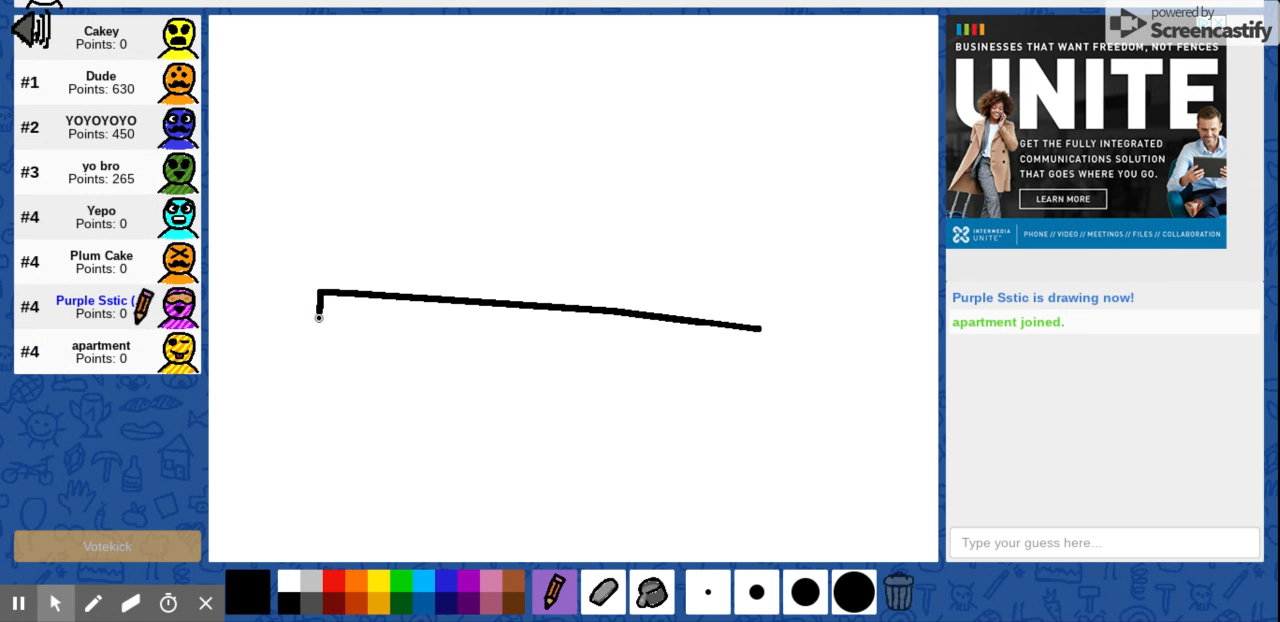 powered by
Screencastify
Cakey
Points: 0
#1
Dude
Points: 630
#2
YOYOYOYO
Points: 450
#3
yo bro
Points: 265
#4
Yepo
Points: 0
#4
Plum Cake
Points: 0
#4
Purple Sstic (
Points: 0
#4
apartment
Points: 0
Votekick
BUSINESSES THAT WANT FREEDOM, NOT FENCES
UNITE
GET THE FULLY INTEGRATED
COMMUNICATIONS SOLUTION
THAT GOES WHERE YOU GO.
LEARN MORE
INTERMEDIA
UNITE
PHONE // VIDEO // MEETINGS // FILES // COLLABORATION
Purple Sstic is drawing now!
apartment joined.
Type your guess here...